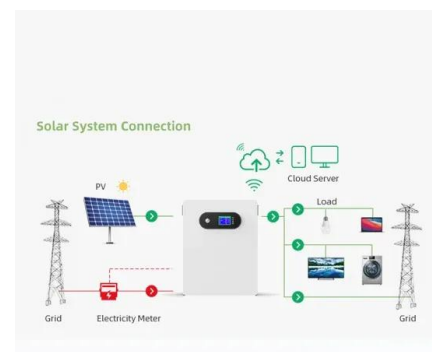 Solar System Connection
Cloud Server
PV
Load
Grid
Electricity Meter
Grid